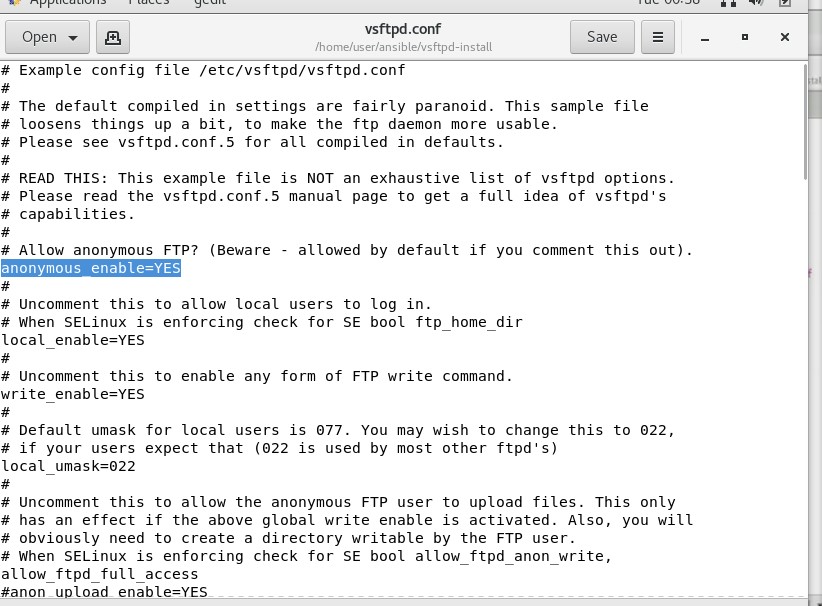 Applications Places gedit Tue 00:38
Open vsftpd.conf Save
/home/user/ansible/vsftpd-install
# Example config file /etc/vsftpd/vsftpd.conf
#
# The default compiled in settings are fairly paranoid. This sample file
# loosens things up a bit, to make the ftp daemon more usable.
# Please see vsftpd.conf.5 for all compiled in defaults.
#
# READ THIS: This example file is NOT an exhaustive list of vsftpd options.
# Please read the vsftpd.conf.5 manual page to get a full idea of vsftpd's
# capabilities.
#
# Allow anonymous FTP? (Beware - allowed by default if you comment this out).
anonymous_enable=YES
#
# Uncomment this to allow local users to log in.
# When SELinux is enforcing check for SE bool ftp_home_dir
local_enable=YES
#
# Uncomment this to enable any form of FTP write command.
write_enable=YES
#
# Default umask for local users is 077. You may wish to change this to 022,
# if your users expect that (022 is used by most other ftpd's)
local_umask=022
#
# Uncomment this to allow the anonymous FTP user to upload files. This only
# has an effect if the above global write enable is activated. Also, you will
# obviously need to create a directory writable by the FTP user.
# When SELinux is enforcing check for SE bool allow_ftpd_anon_write,
allow_ftpd_full_access
#anon_upload_enable=YES